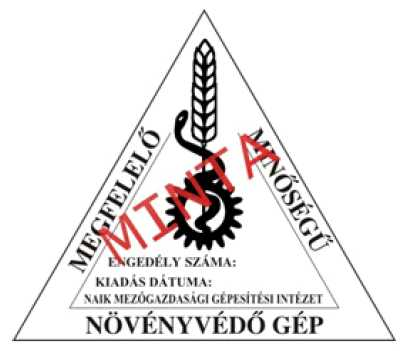 MEGFELELŐ
MINŐSÉGŰ
MINTA
ENGEDÉLY SZÁMA:
KIADÁS DÁTUMA:
NAIK MEZŐGAZDASÁGI GÉPESÍTÉSI INTÉZET
NÖVÉNYVÉDŐ GÉP